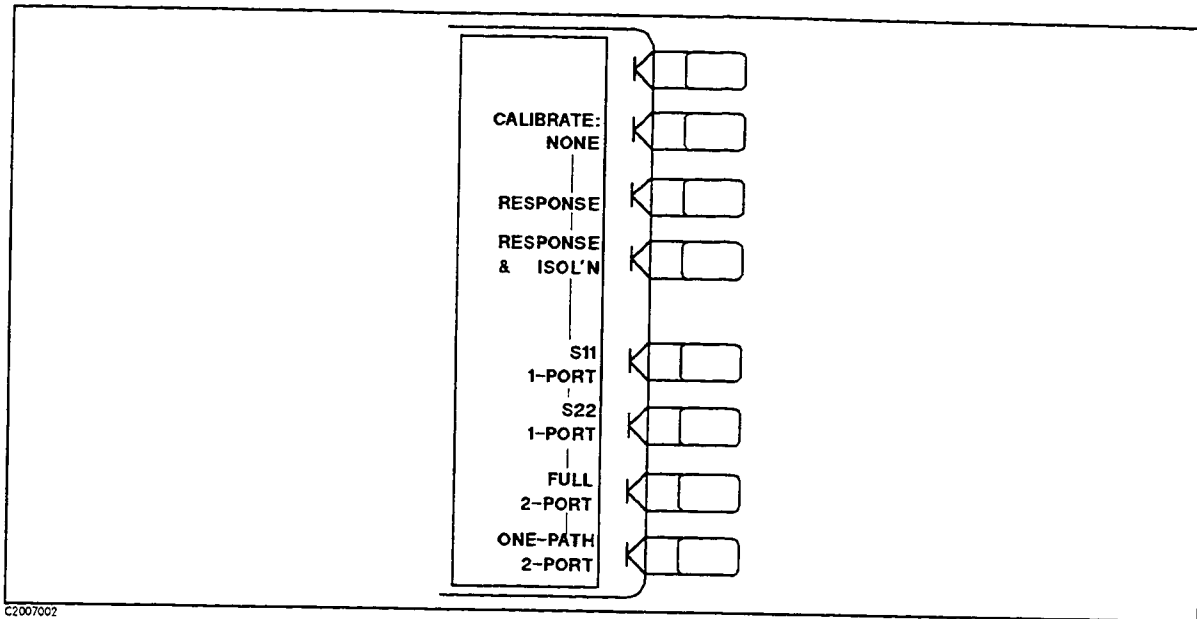 CALIBRATE:
NONE
RESPONSE
RESPONSE
& ISOL'N
S11
1-PORT
S22
1-PORT
FULL
2-PORT
ONE-PATH
2-PORT
C2007002